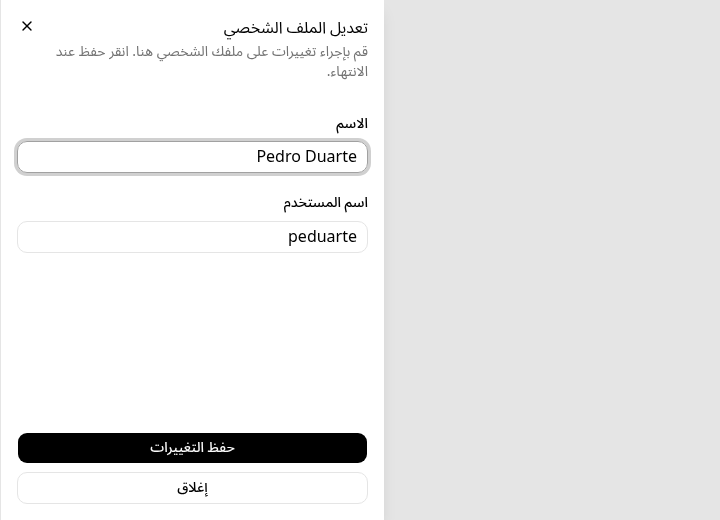 تعديل الملف الشخصي
قم بإجراء تغييرات على ملفك الشخصي هنا. انقر حفظ عند
الانتهاء.
الاسم
Pedro Duarte
اسم المستخدم
peduarte
حفظ التغييرات
إغلاق